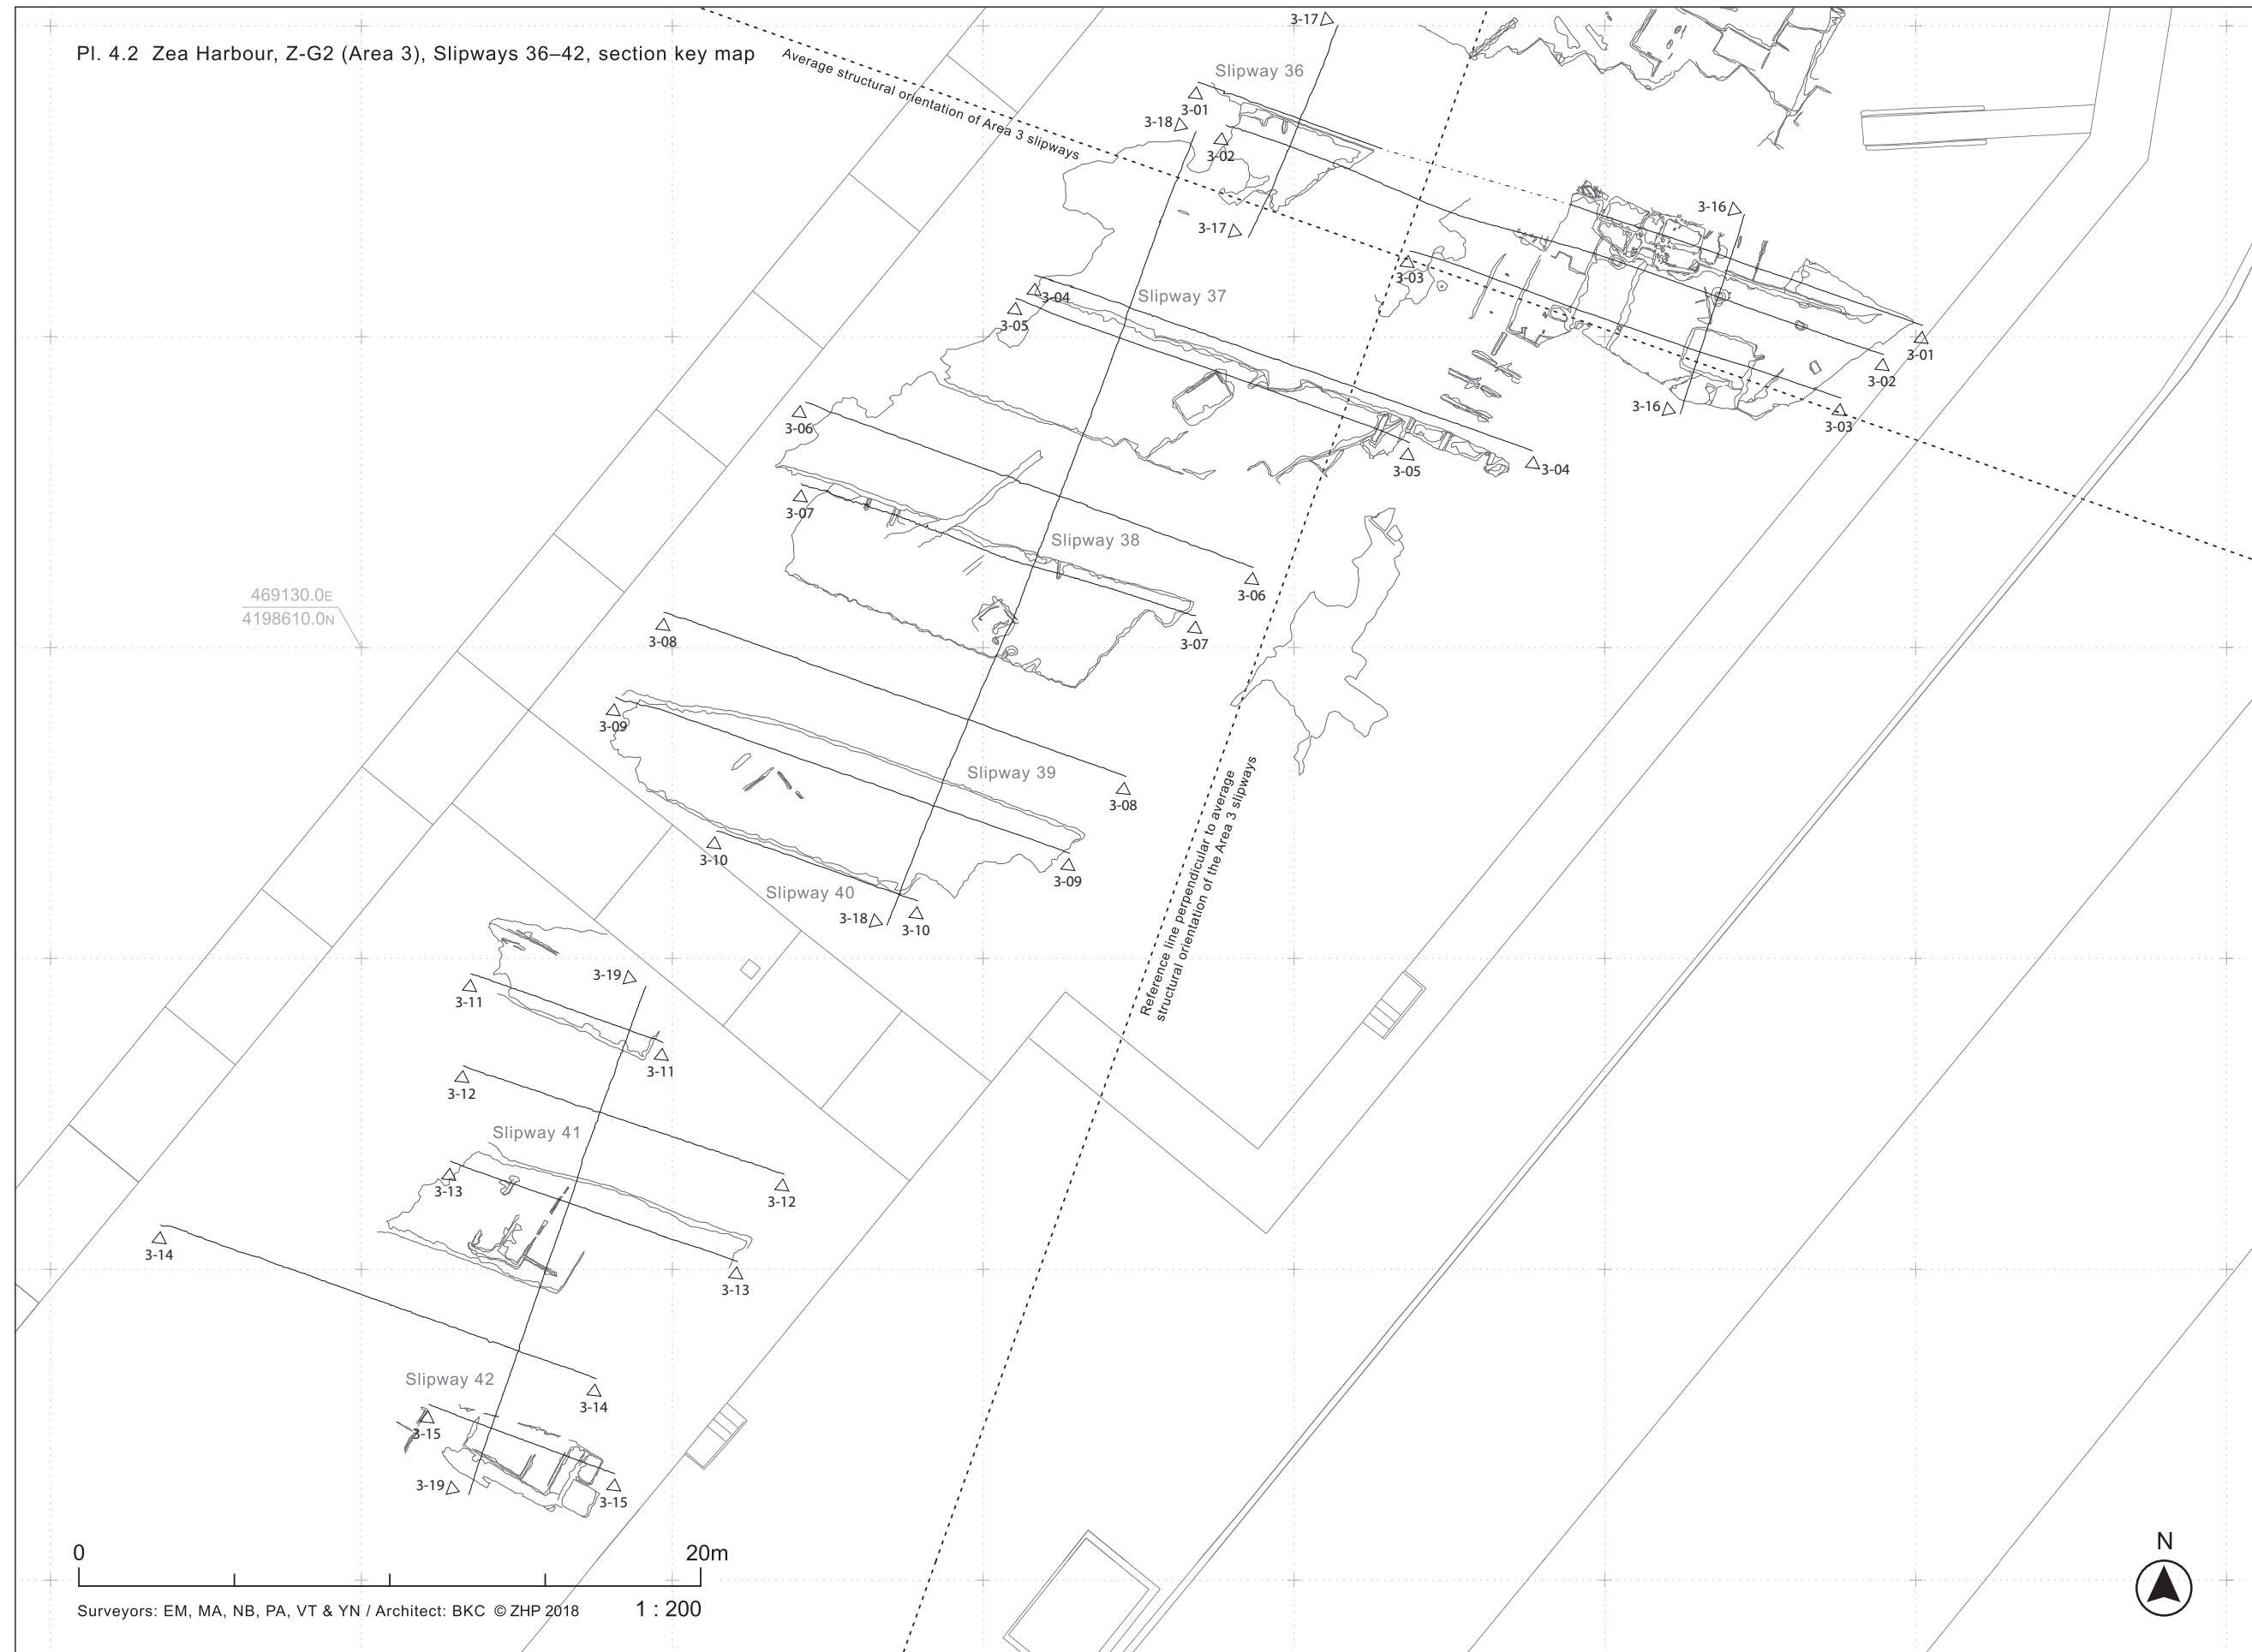 Pl. 4.2 Zea Harbour, Z-G2 (Area 3), Slipways 36–42, section key map
Average structural orientation of Area 3 slipways
3-17
Slipway 36
3-01
3-18
3-02
3-17
3-16
3-03
Slipway 37
3-04
3-05
3-01
3-02
3-16
3-03
3-06
3-05
3-04
3-07
Slipway 38
469130.0E
4198610.0N
3-06
3-08
3-07
3-09
Slipway 39
3-08
3-10
3-09
Slipway 40
3-18
3-10
Reference line perpendicular to average
structural orientation of the Area 3 slipways
3-19
3-11
3-11
3-12
Slipway 41
3-13
3-12
3-14
3-13
Slipway 42
3-14
3-15
3-19
3-15
0
20m
N
Surveyors: EM, MA, NB, PA, VT & YN / Architect: BKC © ZHP 2018
1 : 200